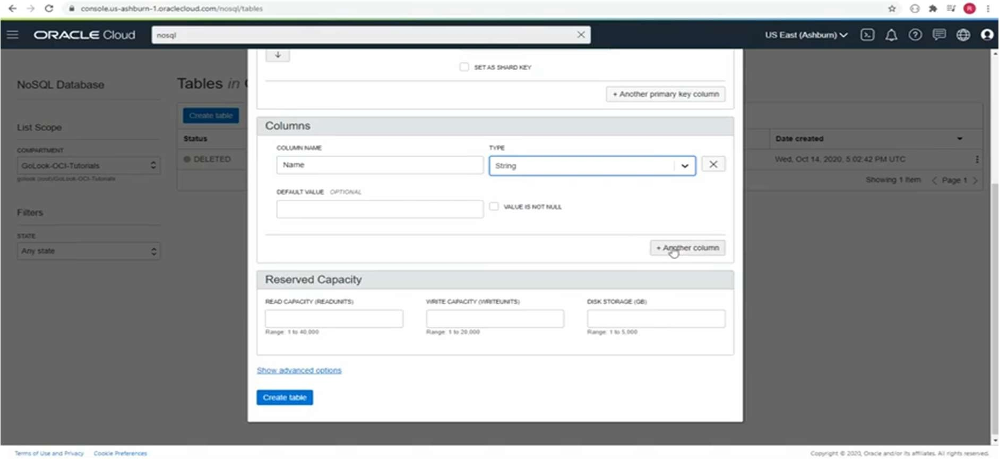 console.us-ashburn-1.oraclecloud.com/nosql/tables
R
ORACLE Cloud
nosql
US East (Ashburn)
NoSQL Database
List Scope
COMPARTMENT
GoLook-OCI-Tutorials
golook (root)/GoLook-OCI-Tutorials
Filters
STATE
Any state
Tables in
Create table
Status
DELETED
SET AS SHARD KEY
+ Another primary key column
Columns
COLUMN NAME
TYPE
Name
String
DEFAULT VALUE OPTIONAL
VALUE IS NOT NULL
+ Another column
Reserved Capacity
READ CAPACITY (READUNITS)
WRITE CAPACITY (WRITEUNITS)
DISK STORAGE (GB)
Range: 1 to 40,000
Range: 1 to 20,000
Range: 1 to 5,000
Show advanced options
Create table
Date created
Wed, Oct 14, 2020, 5:02:42 PM UTC
Showing 1 Item
Page 1
Terms of Use and Privacy
Cookie Preferences
Copyright © 2020, Oracle and/or its affiliates. All rights reserved.